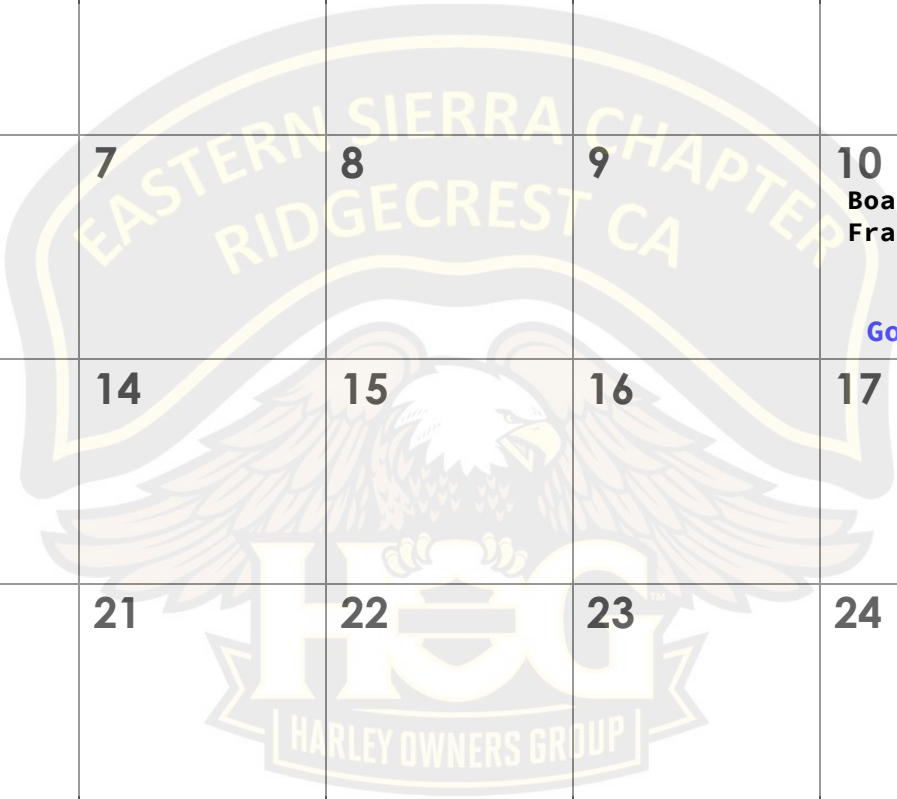 EASTERN SIERRA CHAPTER
RIDGECREST CA
7 8 9 10
Boa
Fra
Go
14 15 16 17
HOG™
21 22 23 24
HARLEY OWNERS GROUP